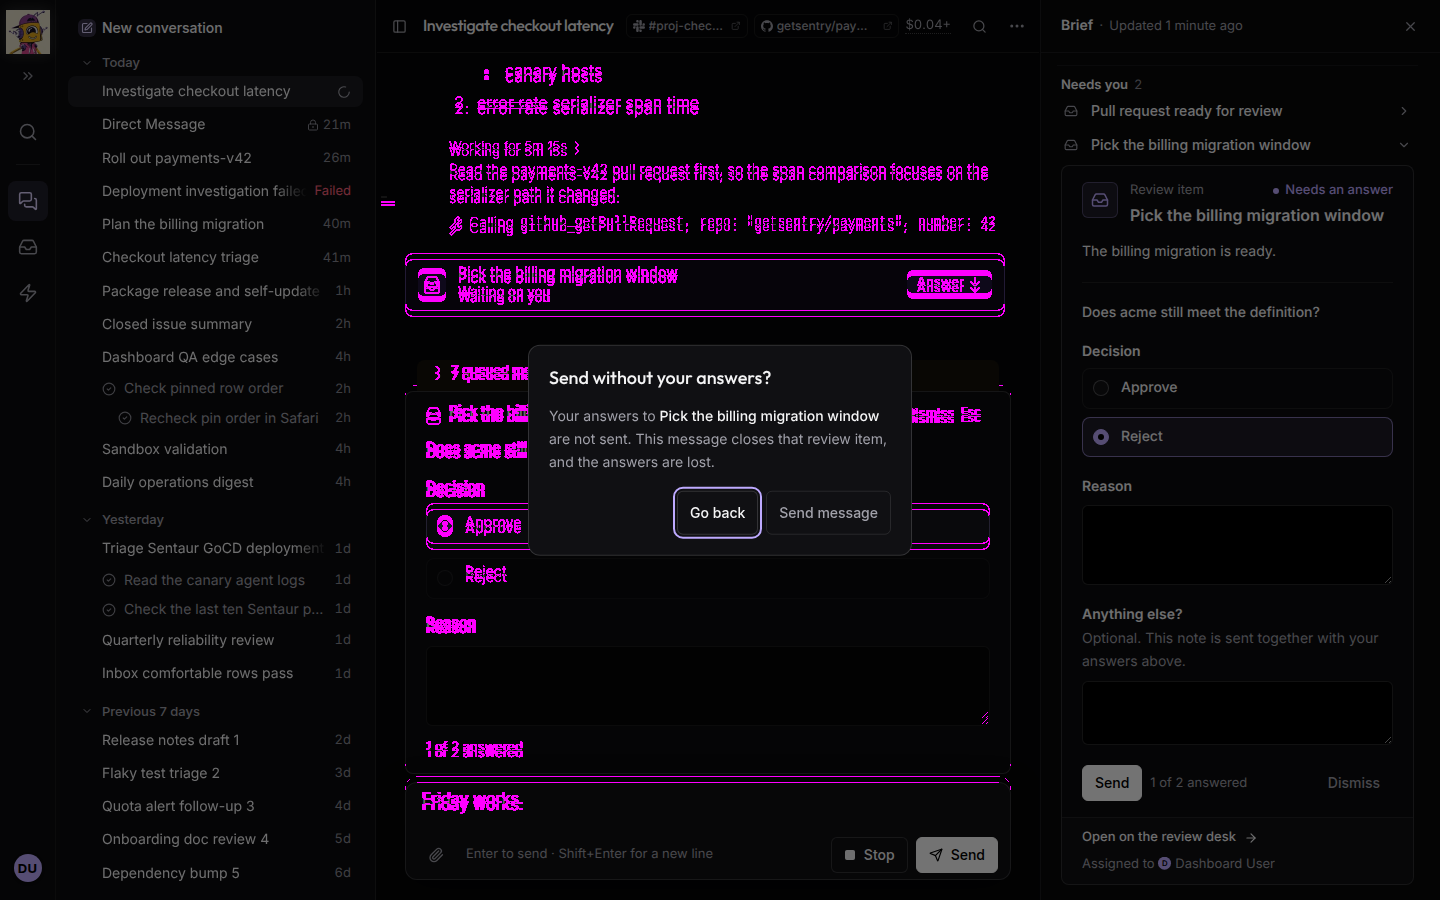 New conversation
Today
Investigate checkout latency
Direct Message 21m
Roll out payments-v42 26m
Deployment investigation faile Failed
Plan the billing migration 40m
Checkout latency triage 41m
Package release and self-update 1h
Closed issue summary 2h
Dashboard QA edge cases 4h
Check pinned row order 2h
Recheck pin order in Safari 2h
Sandbox validation 4h
Daily operations digest 4h
Yesterday
Triage Sentaur GoCD deployment 1d
Read the canary agent logs 1d
Check the last ten Sentaur p... 1d
Quarterly reliability review 1d
Inbox comfortable rows pass 1d
Previous 7 days
Release notes draft 1 2d
Flaky test triage 2 3d
Quota alert follow-up 3 4d
Onboarding doc review 4 5d
Dependency bump 5 6d
DU
Investigate checkout latency #proj-chec... getsentry/pay... $0.04+
canary hosts
error rate serializer span time
Working for 5m
Read the payments-v42 pull request first, so the span comparison focuses on the
serializer path it changed:
Calling github_getPullRequest, repo: "getsentry/payments", number: 42
Pick the billing migration window
Waiting on you
Answer
Send without your answers?
Your answers to Pick the billing migration window
are not sent. This message closes that review item,
and the answers are lost.
Go back Send message
Decision
Approve
Reject
Reason
1 of 2 answered
Friday works.
Enter to send · Shift+Enter for a new line
Stop Send
Brief · Updated 1 minute ago
Needs you 2
Pull request ready for review
Pick the billing migration window
Review item Needs an answer
Pick the billing migration window
The billing migration is ready.
Does acme still meet the definition?
Decision
Approve
Reject
Reason
Anything else?
Optional. This note is sent together with your
answers above.
Send 1 of 2 answered Dismiss
Open on the review desk →
Assigned to D Dashboard User